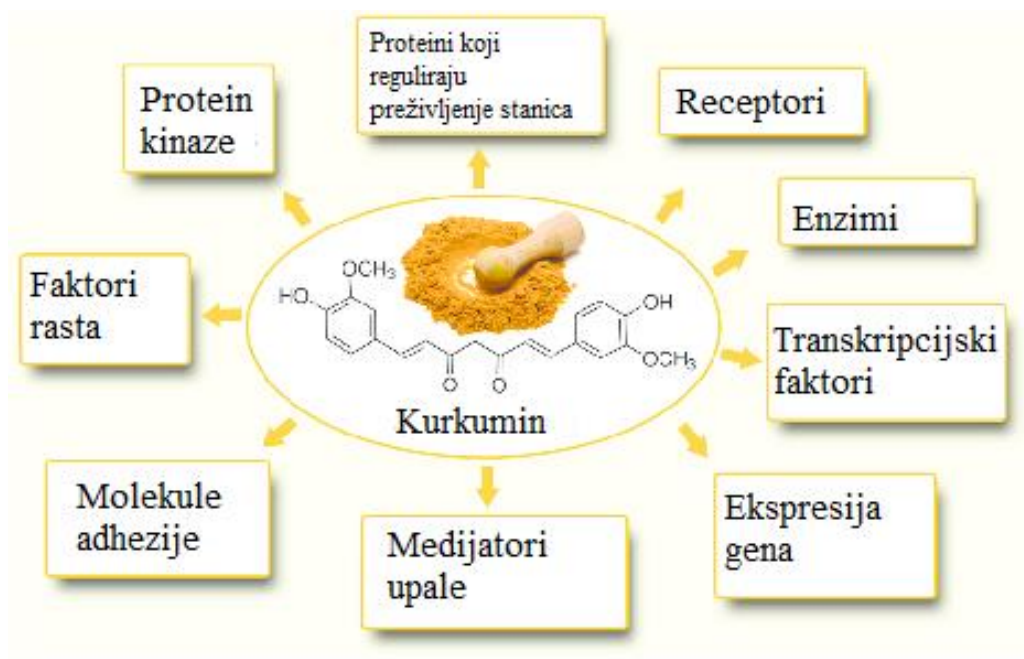 Proteini koji
reguliraju
preživljenje stanica
Protein
kinaze
Receptori
Enzimi
Faktori
rasta
OCH3
HO
OH
OCH3
O
O
Kurkumin
Transkripcijski
faktori
Molekule
adhezije
Medijatori
upale
Ekspresija
gena